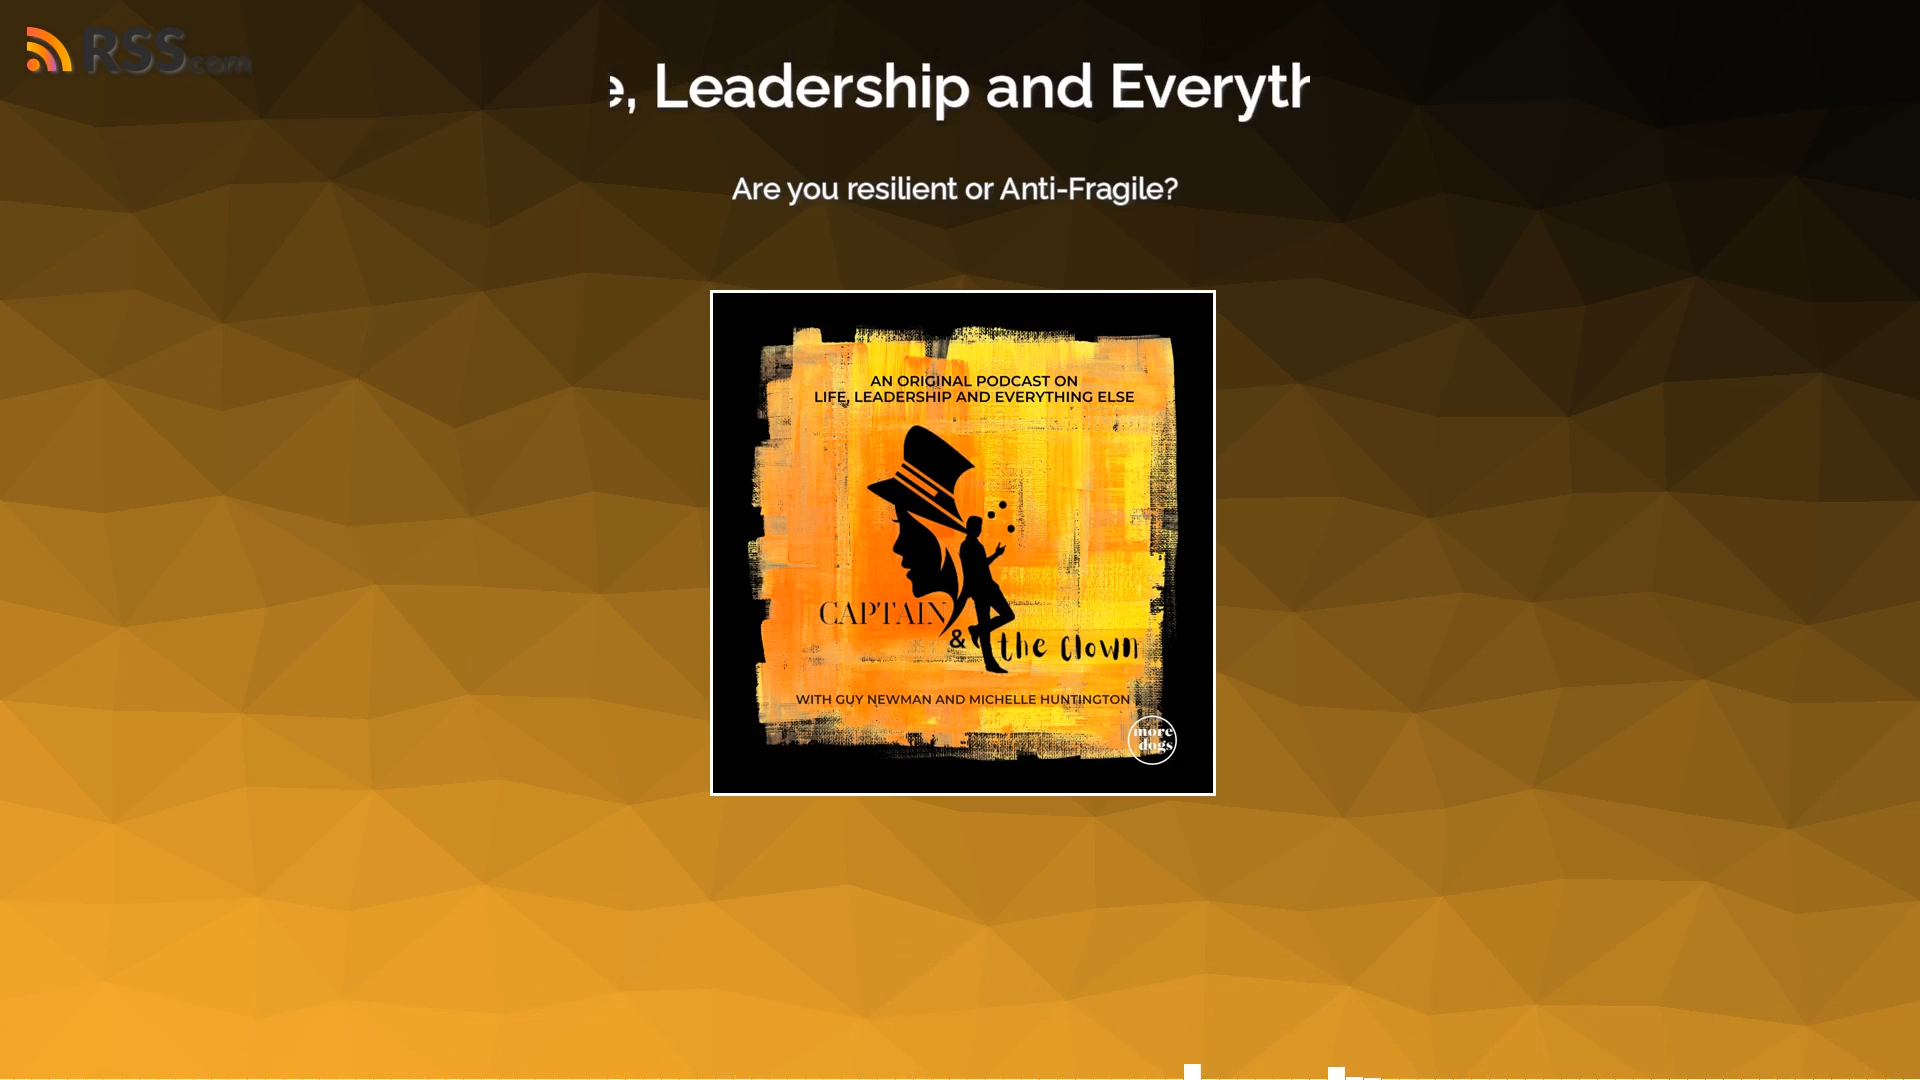 RSS.com
e, Leadership and Everyth
Are you resilient or Anti-Fragile?
AN ORIGINAL PODCAST ON
LIFE, LEADERSHIP AND EVERYTHING ELSE
CAPTAIN
& the Clown
WITH GUY NEWMAN AND MICHELLE HUNTINGTON
more
dogs